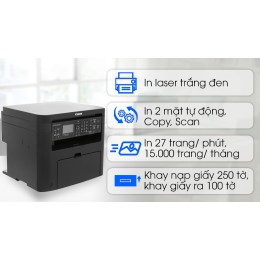 Canon
In laser trắng đen
In 2 mặt tự động,
Copy, Scan
In 27 trang/ phút,
15.000 trang/ tháng
Khay nạp giấy 250 tờ,
khay giấy ra 100 tờ